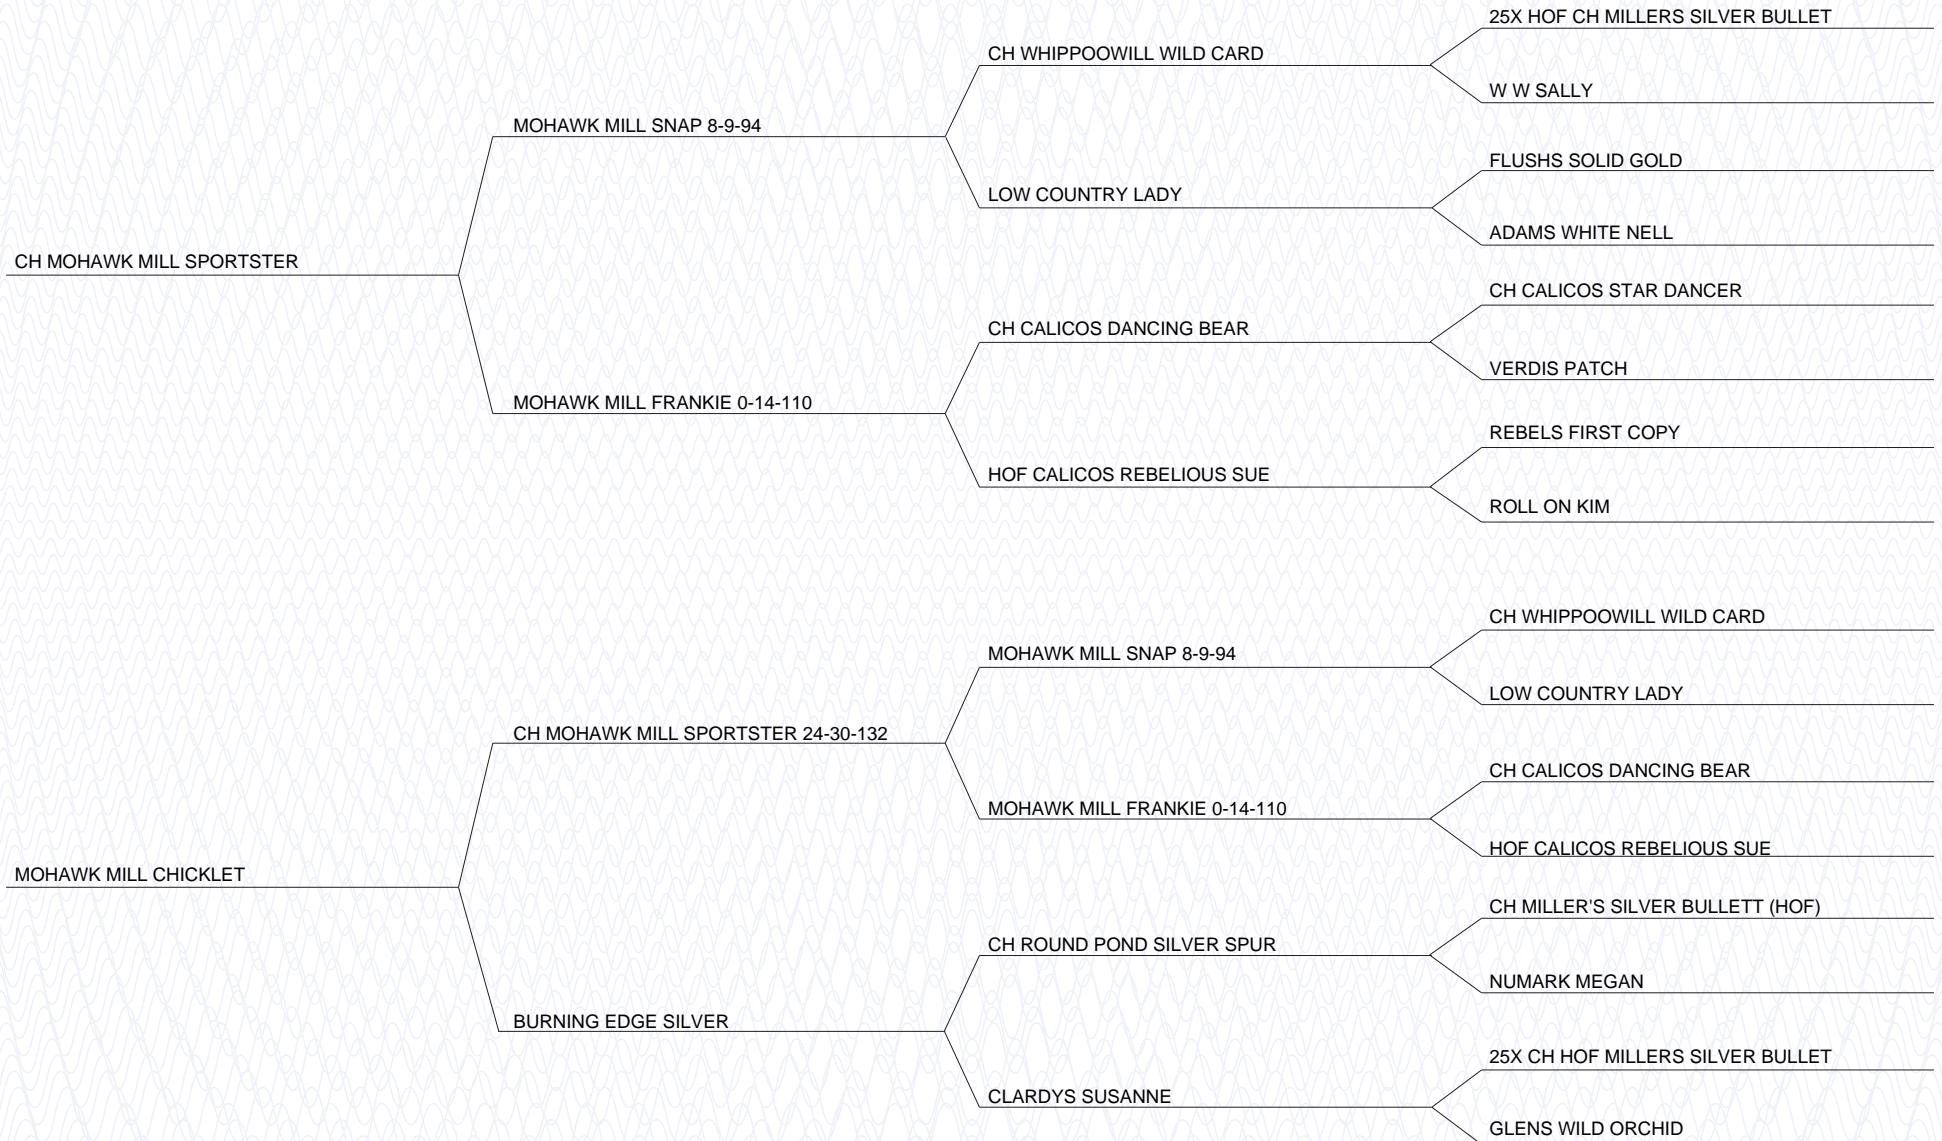 25X HOF CH MILLERS SILVER BULLET
CH WHIPPOOWILL WILD CARD
W W SALLY
MOHAWK MILL SNAP 8-9-94
FLUSHS SOLID GOLD
LOW COUNTRY LADY
ADAMS WHITE NELL
CH MOHAWK MILL SPORTSTER
CH CALICOS STAR DANCER
CH CALICOS DANCING BEAR
VERDIS PATCH
MOHAWK MILL FRANKIE 0-14-110
REBELS FIRST COPY
HOF CALICOS REBELIOUS SUE
ROLL ON KIM
CH WHIPPOOWILL WILD CARD
MOHAWK MILL SNAP 8-9-94
LOW COUNTRY LADY
CH MOHAWK MILL SPORTSTER 24-30-132
CH CALICOS DANCING BEAR
MOHAWK MILL FRANKIE 0-14-110
HOF CALICOS REBELIOUS SUE
MOHAWK MILL CHICKLET
CH MILLER'S SILVER BULLETT (HOF)
CH ROUND POND SILVER SPUR
NUMARK MEGAN
BURNING EDGE SILVER
25X CH HOF MILLERS SILVER BULLET
CLARDYS SUSANNE
GLENS WILD ORCHID